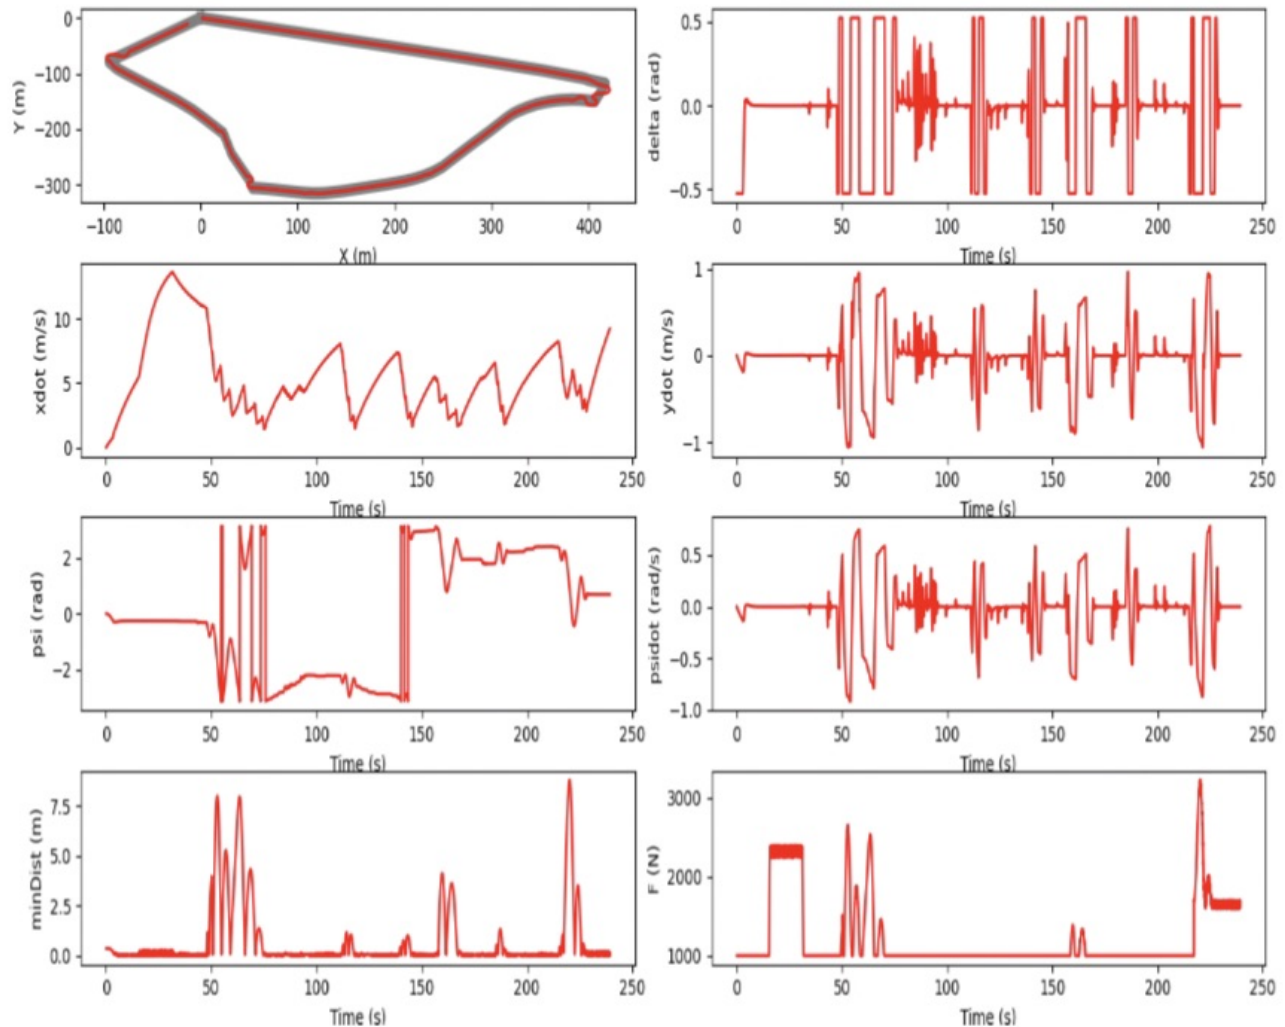 0
−100
−200
−300
Y (m)
−100 0 100 200 300 400
X (m)
0.5
0.0
−0.5
delta (rad)
0 50 100 150 200 250
Time (s)
10
5
0
xdot (m/s)
0 50 100 150 200 250
Time (s)
1
0
−1
ydot (m/s)
0 50 100 150 200 250
Time (s)
2
0
−2
psi (rad)
0 50 100 150 200 250
Time (s)
0.5
0.0
−0.5
−1.0
psidot (rad/s)
0 50 100 150 200 250
Time (s)
7.5
5.0
2.5
0.0
minDist (m)
0 50 100 150 200 250
Time (s)
3000
2000
1000
F (N)
0 50 100 150 200 250
Time (s)